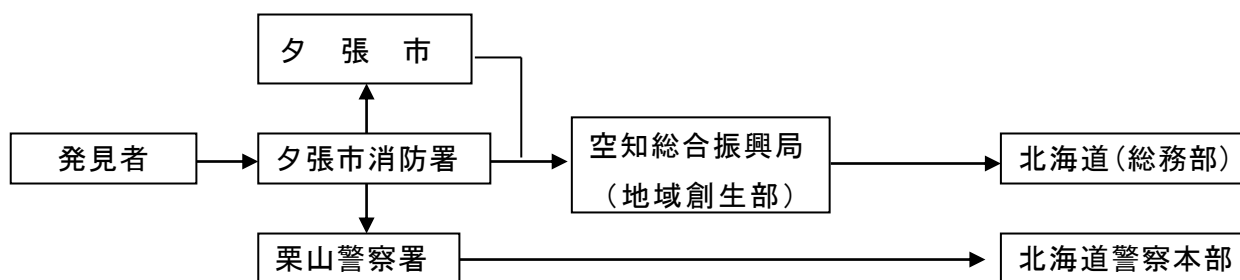 夕　張　市
発見者
夕張市消防署
空知総合振興局
（地域創生部）
北海道(総務部)
栗山警察署
北海道警察本部